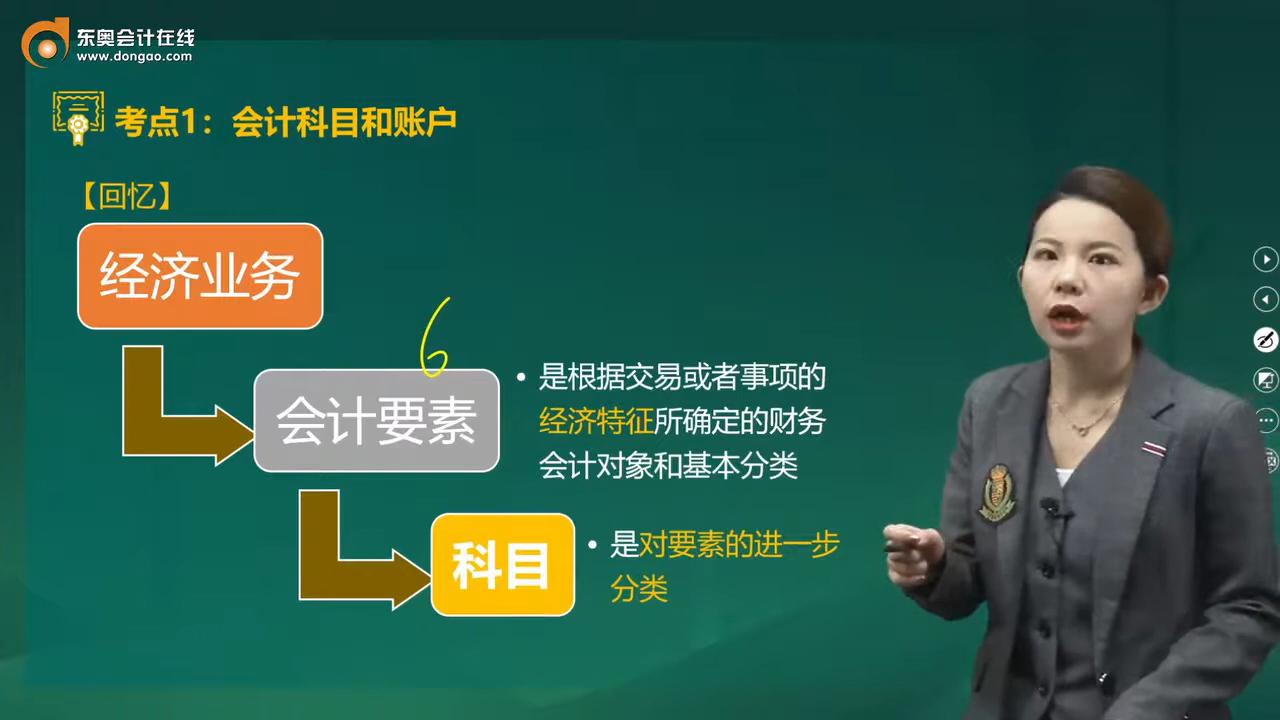 东奥会计在线
www.dongao.com
考点1：会计科目和账户
【回忆】
经济业务
6
会计要素
• 是根据交易或者事项的
经济特征所确定的财务
会计对象和基本分类
科目
• 是对要素的进一步
分类